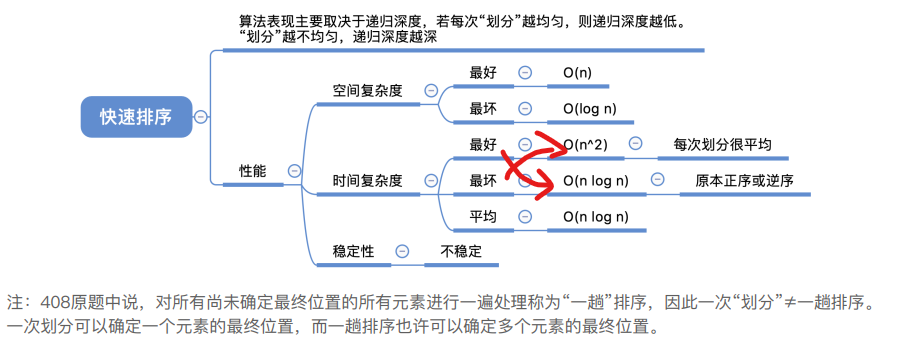 算法表现主要取决于递归深度，若每次“划分”越均匀，则递归深度越低。
“划分”越不均匀，递归深度越深
快速排序
性能
空间复杂度
最好
O(n)
最坏
O(log n)
时间复杂度
最好
O(n^2)
每次划分很平均
最坏
O(n log n)
原本正序或逆序
平均
O(n log n)
稳定性
不稳定
注：408原题中说，对所有尚未确定最终位置的所有元素进行一遍处理称为“一趟”排序，因此一次“划分”≠一趟排序。
一次划分可以确定一个元素的最终位置，而一趟排序也许可以确定多个元素的最终位置。